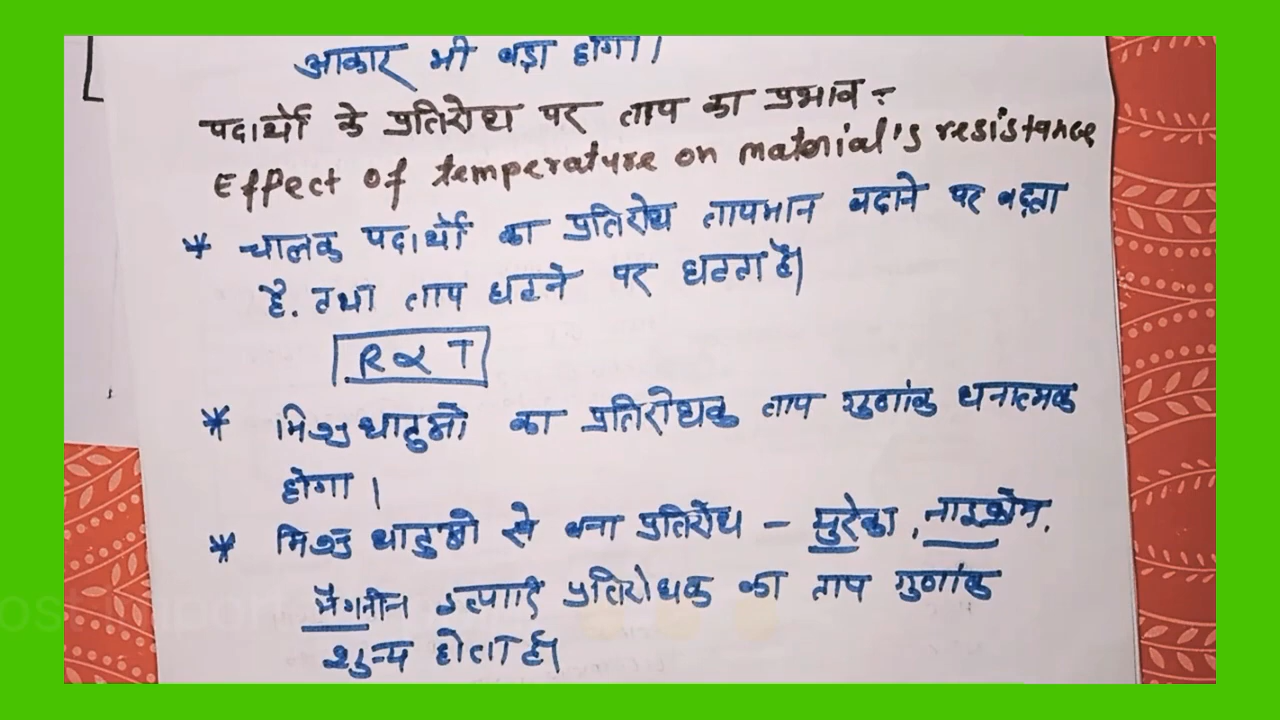 आकार भी बड़ा होगा।
पदार्थो के प्रतिरोध पर ताप का प्रभाव :-
Effect of temperature on material's resistance
* चालक पदार्थो का प्रतिरोध तापमान बढाने पर बढ़ता
है. तथा ताप घटने पर घटता है।
R α T
* मिश्र धातुओ का प्रतिरोधक ताप गुणांक धनात्मक
होगा ।
* मिश्र धातुओ से बना प्रतिरोध - युरेका , नाइक्रोम,
मैगनीन इत्यादि प्रतिरोधक का ताप गुणांक
शुन्य होता है।